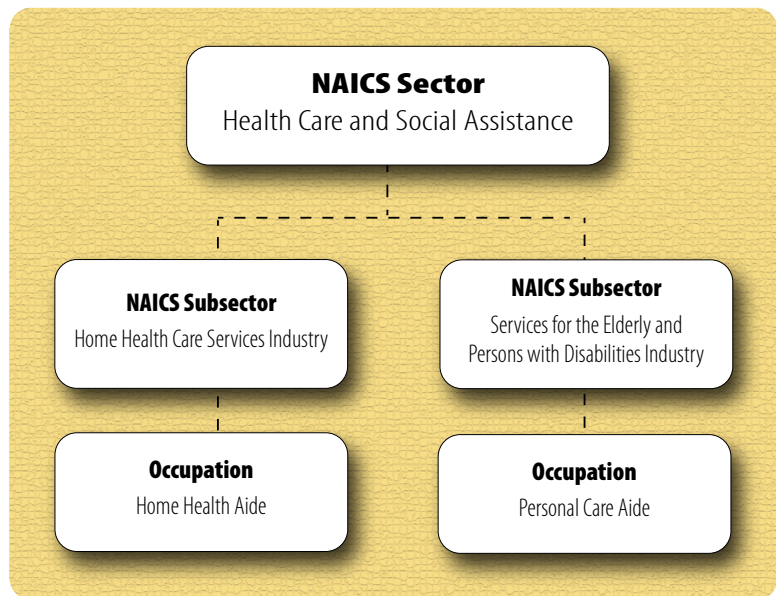 NAICS Sector
Health Care and Social Assistance
NAICS Subsector
Home Health Care Services Industry
NAICS Subsector
Services for the Elderly and
Persons with Disabilities Industry
Occupation
Home Health Aide
Occupation
Personal Care Aide